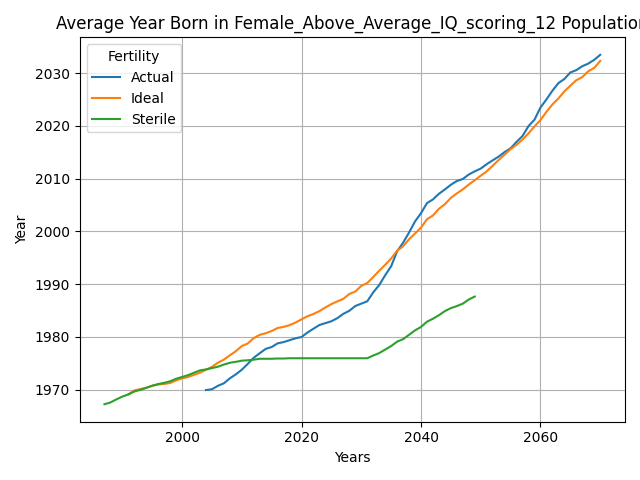 Average Year Born in Female_Above_Average_IQ_scoring_12 Population
Fertility
Actual
Ideal
Sterile
2030
2020
2010
2000
1990
1980
1970
Year
2000 2020 2040 2060
Years